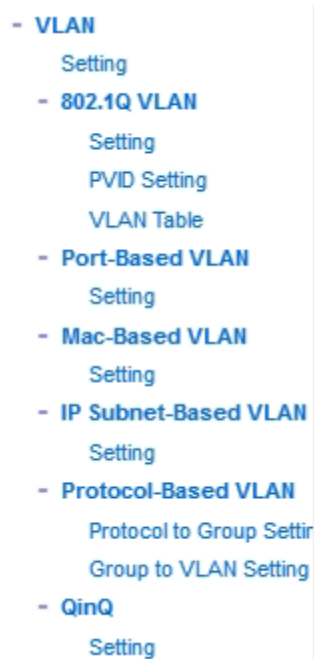 - VLAN
Setting
- 802.1Q VLAN
Setting
PVID Setting
VLAN Table
- Port-Based VLAN
Setting
- Mac-Based VLAN
Setting
- IP Subnet-Based VLAN
Setting
- Protocol-Based VLAN
Protocol to Group Settin
Group to VLAN Setting
- QinQ
Setting